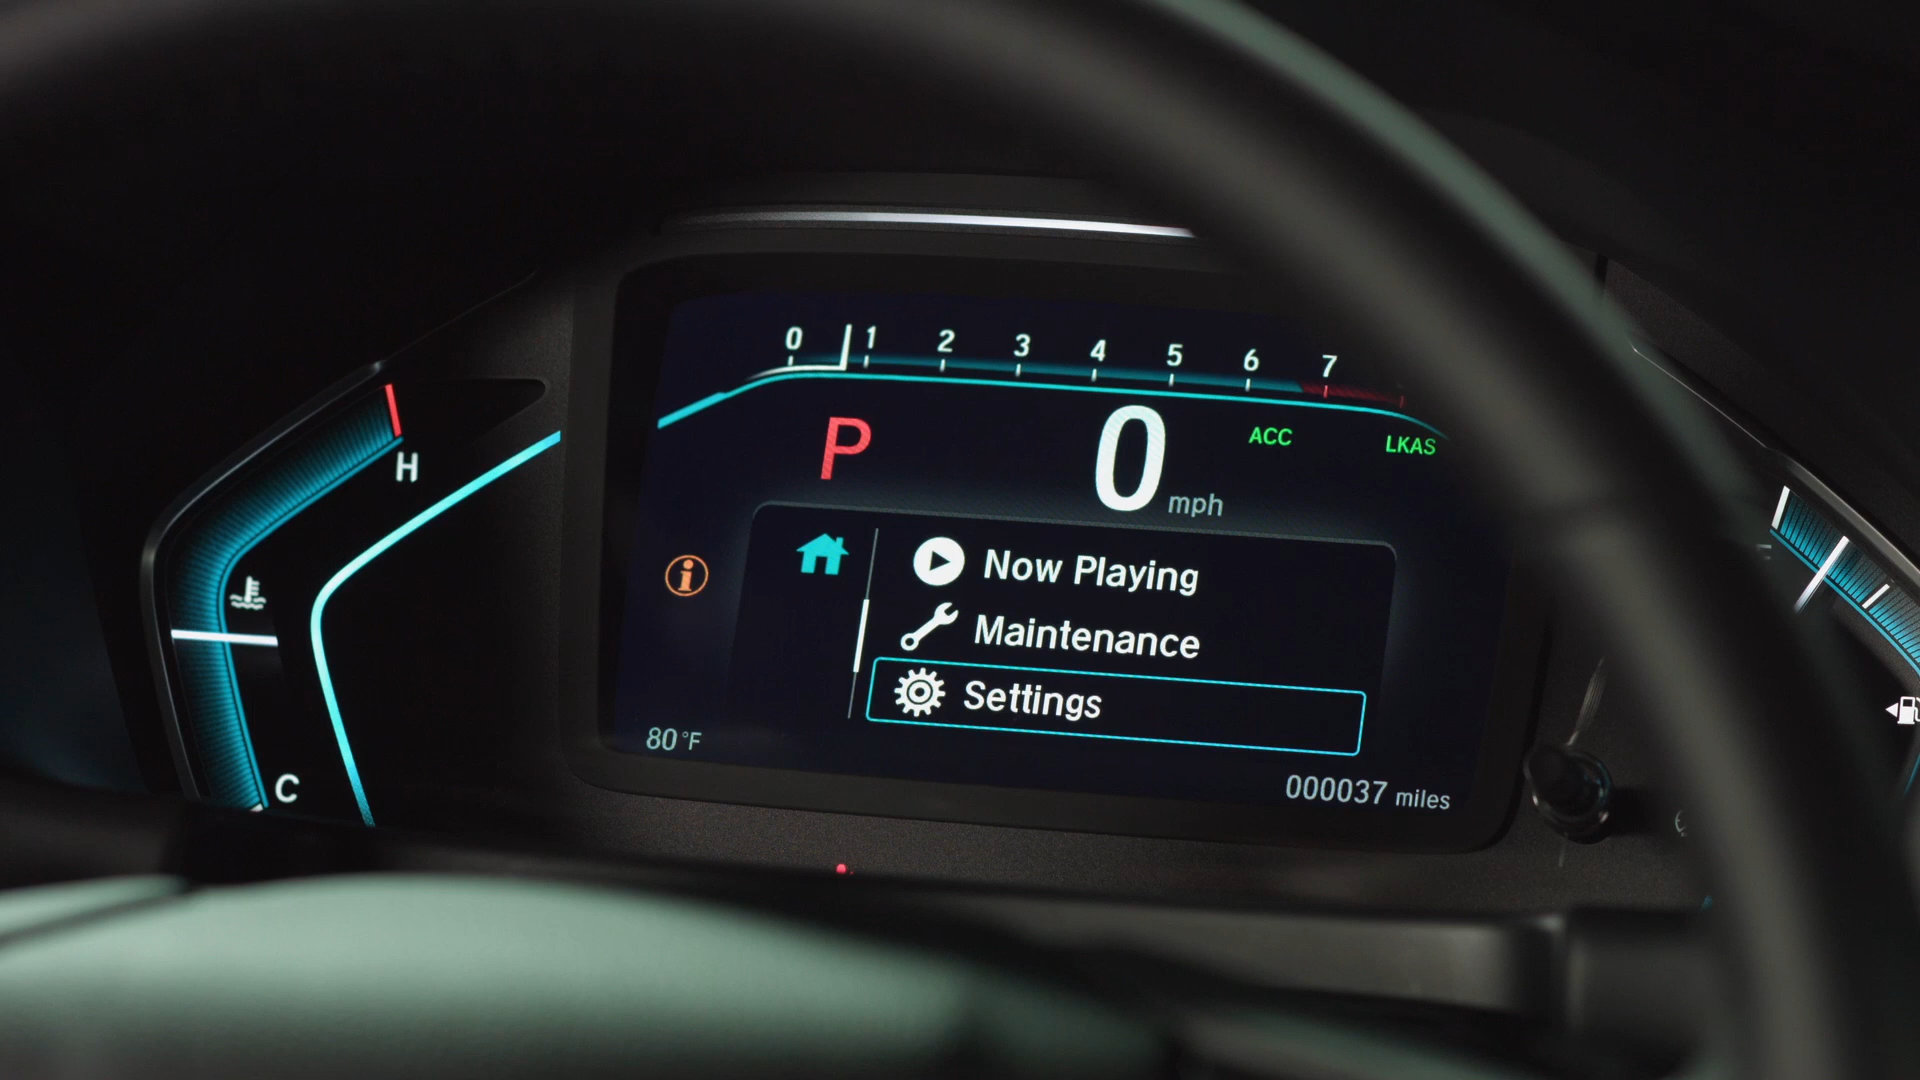 0 1 2 3 4 5 6 7
P 0 mph ACC LKAS
H
Now Playing
Maintenance
Settings
80°F
C
000037 miles